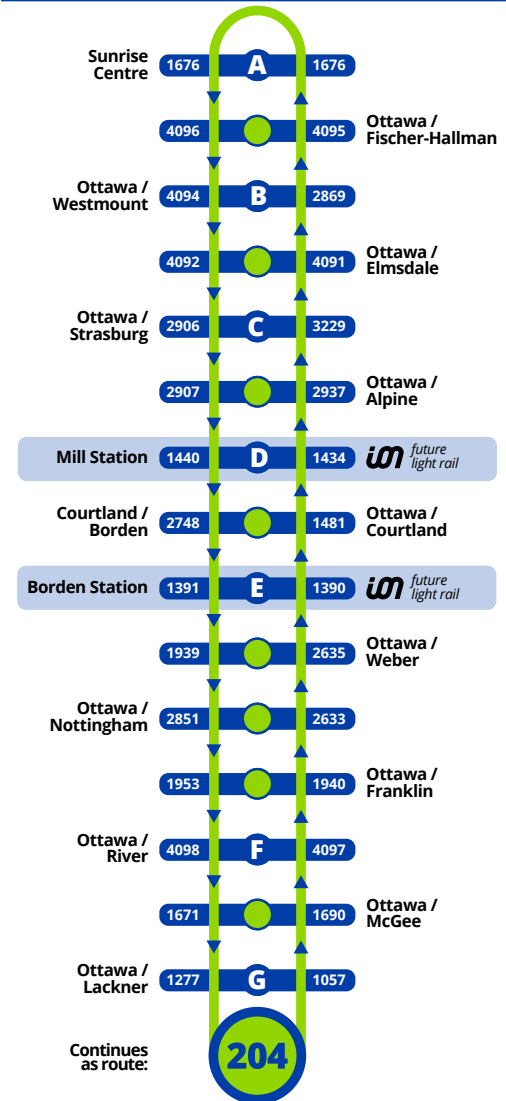 Sunrise
Centre
1676 A 1676
4096 4095
Ottawa /
Fischer-Hallman
Ottawa /
Westmount
4094 B 2869
4092 4091
Ottawa /
Elmsdale
Ottawa /
Strasburg
2906 C 3229
2907 2937
Ottawa /
Alpine
Mill Station 1440 D 1434 ion future
light rail
Courtland /
Borden
2748 1481
Ottawa /
Courtland
Borden Station 1391 E 1390 ion future
light rail
1939 2635
Ottawa /
Weber
Ottawa /
Nottingham
2851 2633
1953 1940
Ottawa /
Franklin
Ottawa /
River
4098 F 4097
1671 1690
Ottawa /
McGee
Ottawa /
Lackner
1277 G 1057
Continues
as route:
204